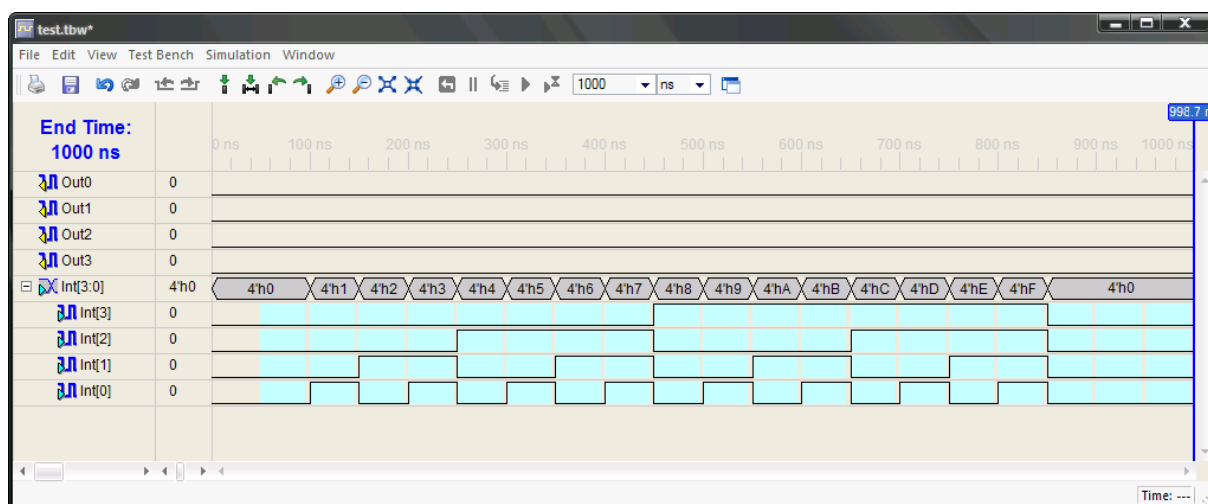 test.tbw*
File Edit View Test Bench Simulation Window
1000 ns
998.7 n
End Time:
1000 ns
0 ns 100 ns 200 ns 300 ns 400 ns 500 ns 600 ns 700 ns 800 ns 900 ns 1000 ns
Out0 0
Out1 0
Out2 0
Out3 0
Int[3:0] 4'h0 4'h0 4'h1 4'h2 4'h3 4'h4 4'h5 4'h6 4'h7 4'h8 4'h9 4'hA 4'hB 4'hC 4'hD 4'hE 4'hF 4'h0
Int[3] 0
Int[2] 0
Int[1] 0
Int[0] 0
Time: ---